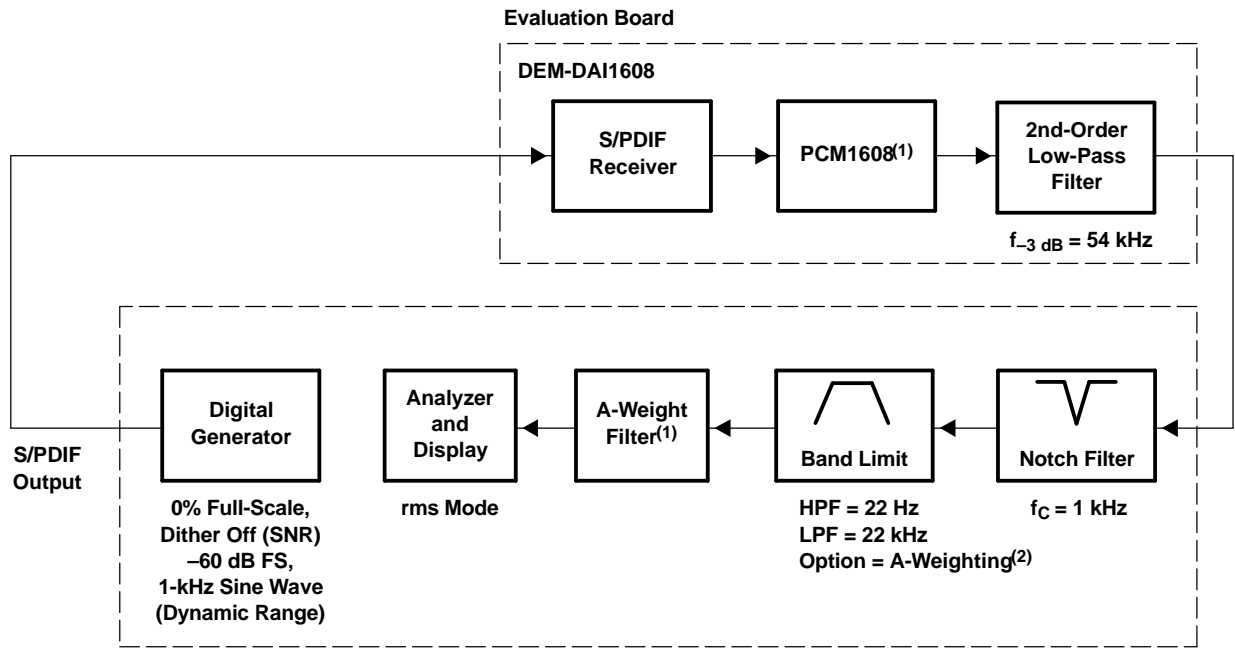 Evaluation Board
DEM-DAI1608
S/PDIF
Receiver
PCM1608(1)
2nd-Order
Low-Pass
Filter
f–3 dB = 54 kHz
S/PDIF
Output
Digital
Generator
0% Full-Scale,
Dither Off (SNR)
–60 dB FS,
1-kHz Sine Wave
(Dynamic Range)
Analyzer
and
Display
rms Mode
A-Weight
Filter(1)
Band Limit
HPF = 22 Hz
LPF = 22 kHz
Option = A-Weighting(2)
Notch Filter
fC = 1 kHz